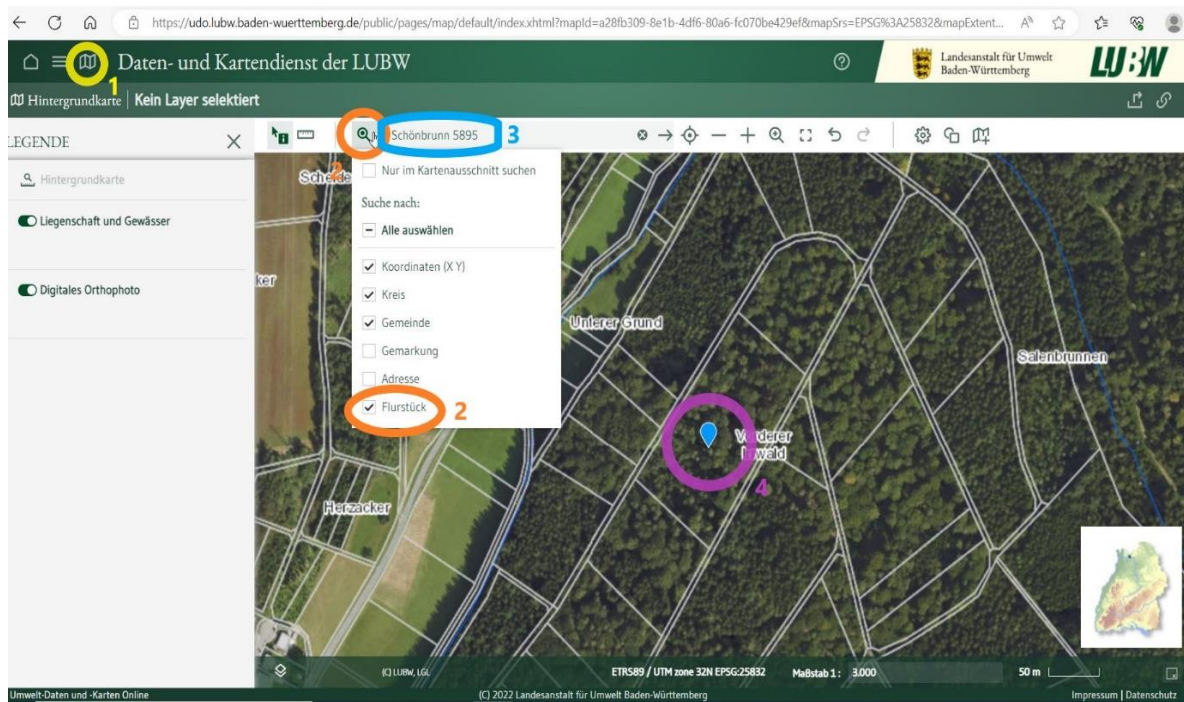 https://udo.lubw.baden-wuerttemberg.de/public/pages/map/default/index.xhtml?mapId=a28fb309-8e1b-4df6-80a6-fc070be429ef&mapSrs=EPSG%3A25832&mapExtent...
1
Daten- und Kartendienst der LUBW
Landesanstalt für Umwelt
Baden-Württemberg
LUBW
Hintergrundkarte | Kein Layer selektiert
LEGENDE
Hintergrundkarte
Liegenschaft und Gewässer
Digitales Orthophoto
2
Schönbrunn 5895
3
Nur im Kartenausschnitt suchen
Suche nach:
Alle auswählen
Koordinaten (X Y)
Kreis
Gemeinde
Gemarkung
Adresse
Flurstück
2
Unterer Grund
Salenbrunnen
Vorderer
4
Herzacker
(C) LUBW, LGL
ETRS89 / UTM zone 32N EPSG:25832
Maßstab 1 : 3.000
50 m
Umwelt-Daten und -Karten Online
(C) 2022 Landesanstalt für Umwelt Baden-Württemberg
Impressum | Datenschutz